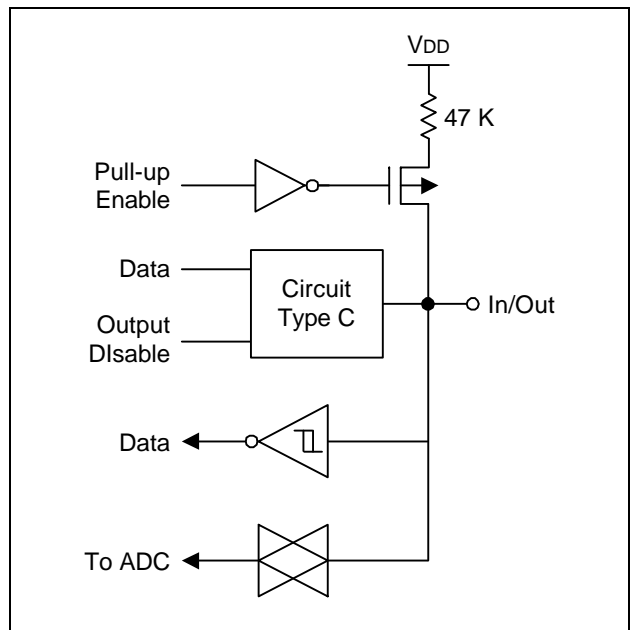 VDD
47 K
Pull-up
Enable
Data
Circuit
Type C
In/Out
Output
DIsable
Data
To ADC